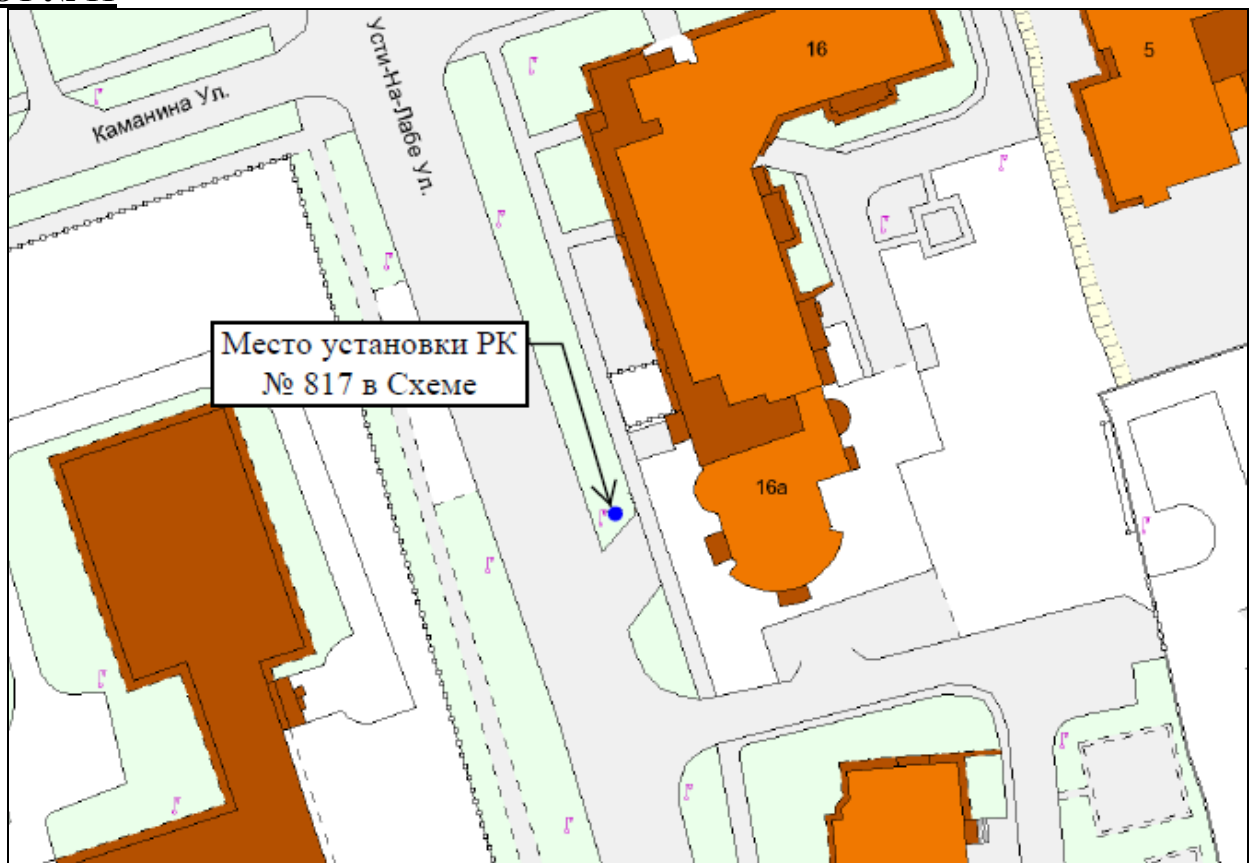 Каманина Ул.
Усти-На-Лабе Ул.
16
5
Место установки РК
№ 817 в Схеме
16а